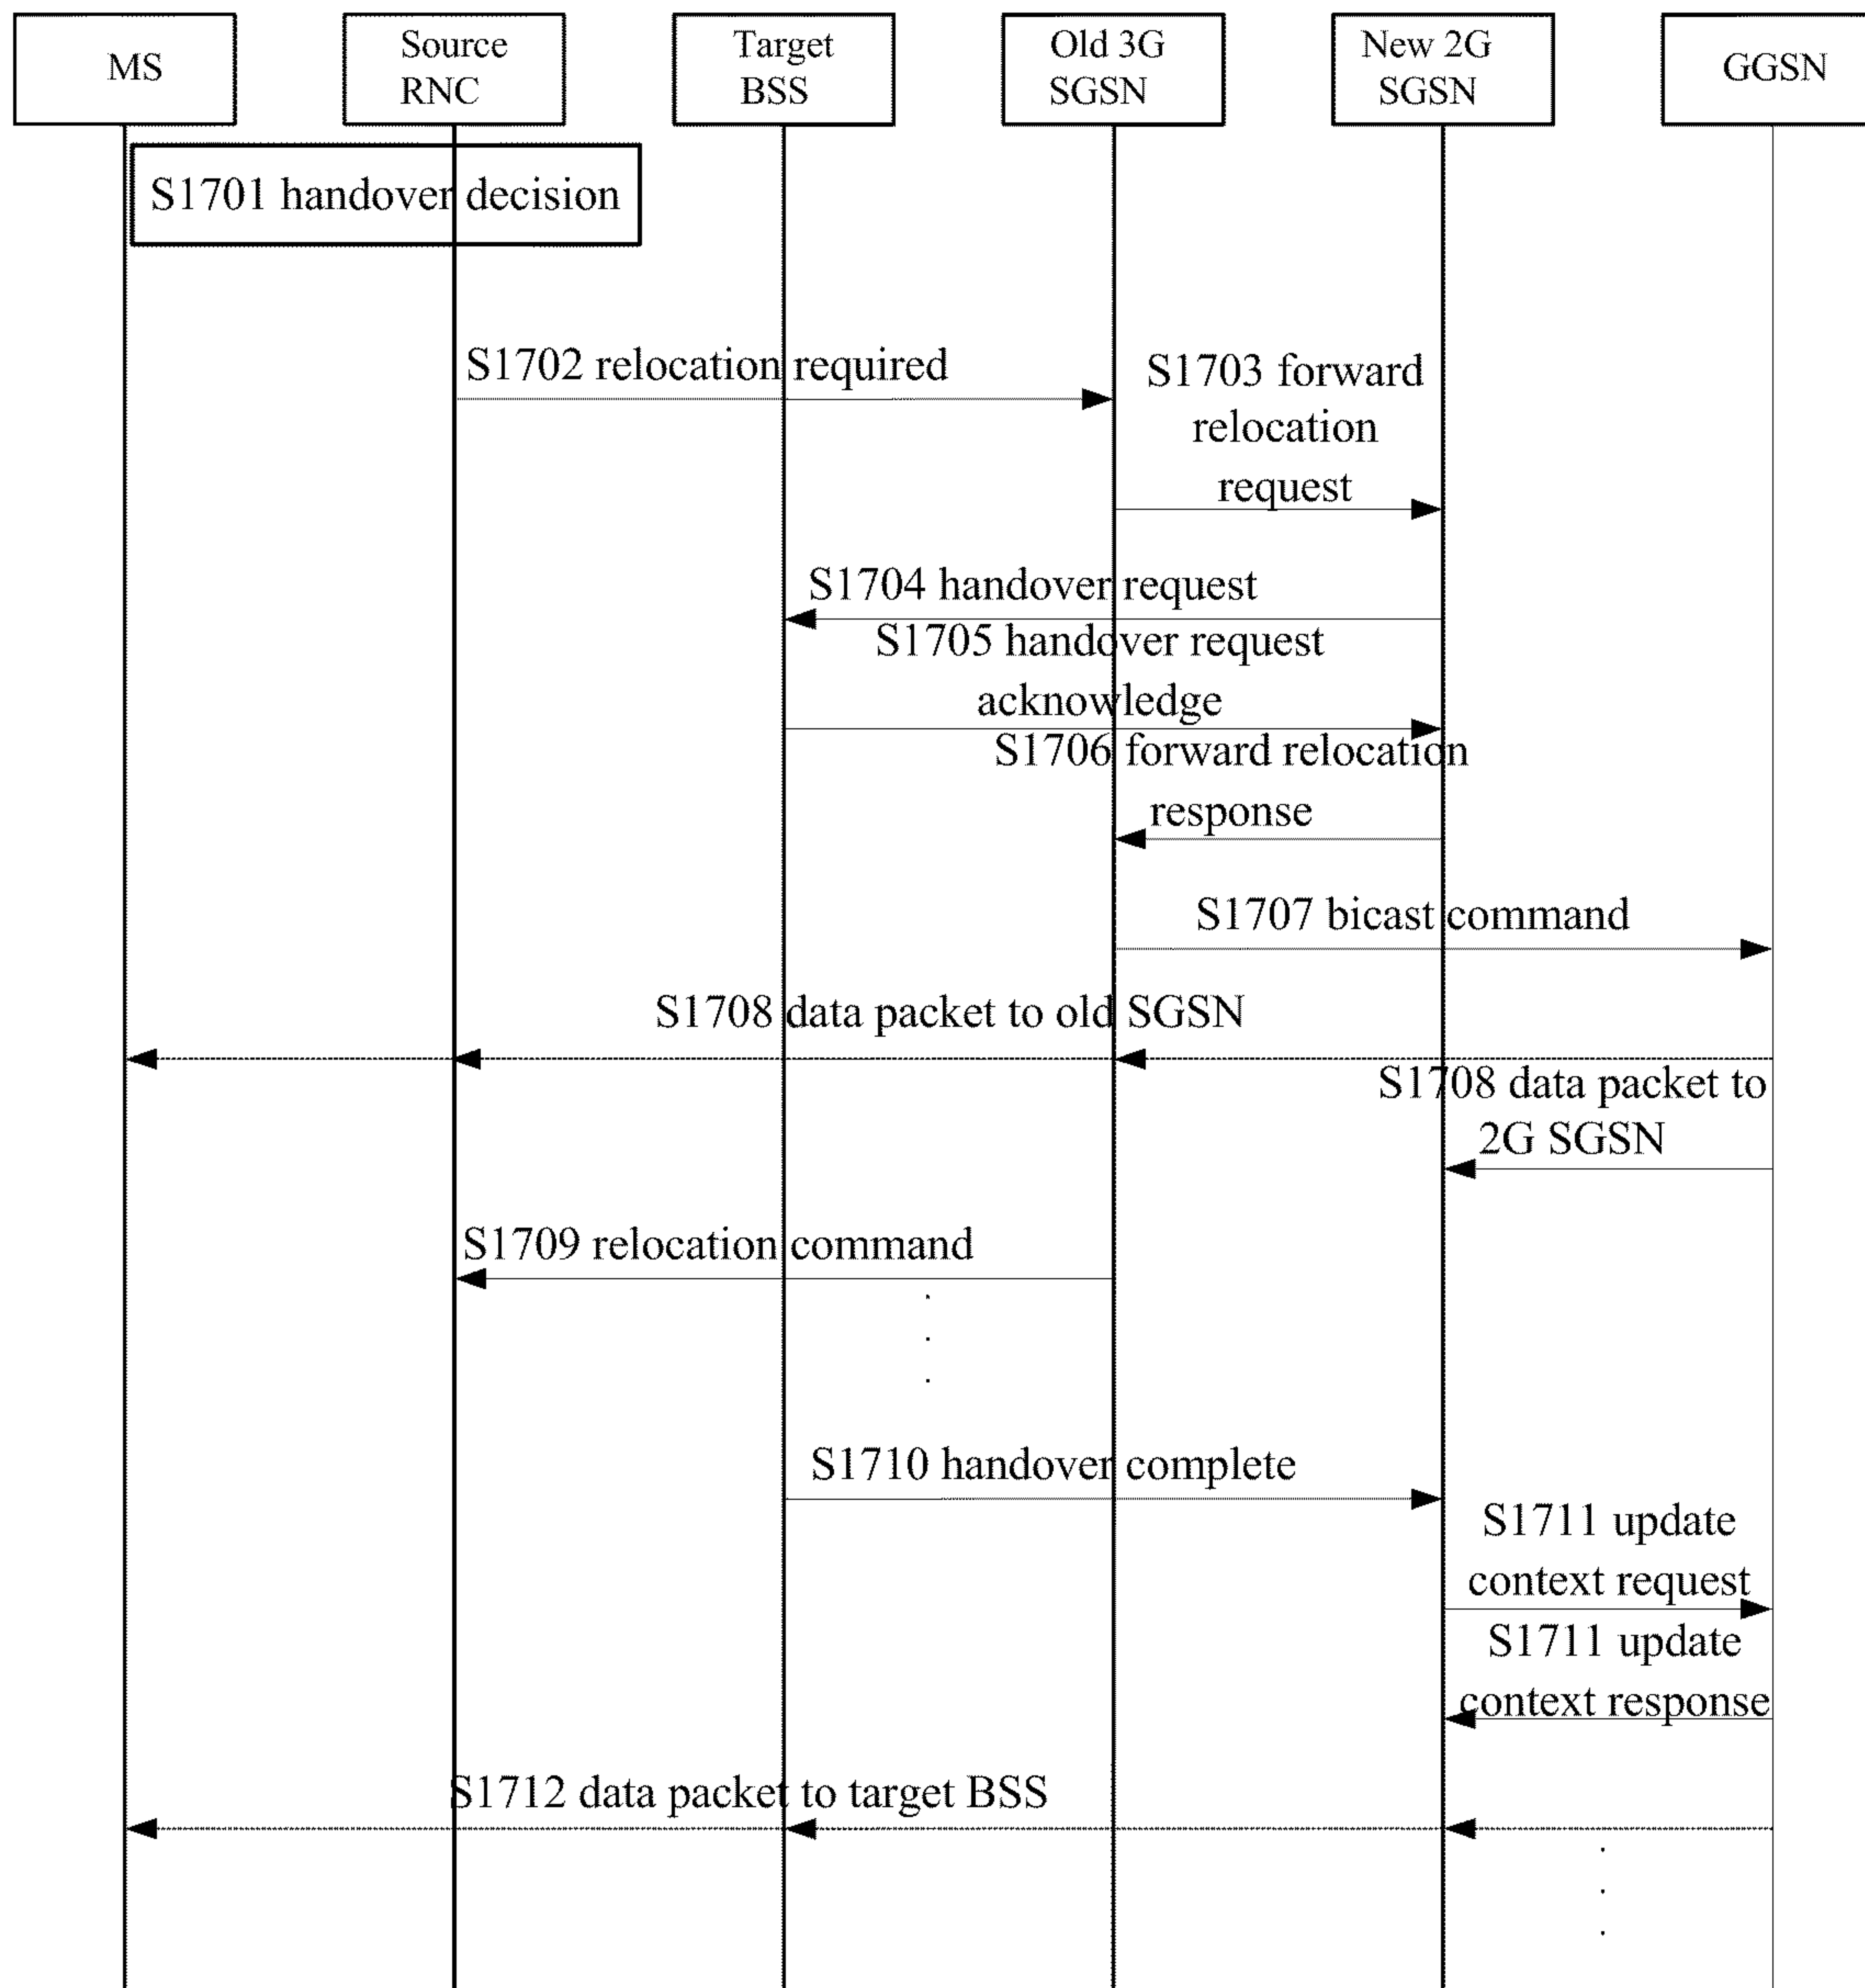 MS
Source
RNC
Target
BSS
Old 3G
SGSN
New 2G
SGSN
GGSN
S1701 handover decision
S1702 relocation required
S1703 forward
relocation
request
S1704 handover request
S1705 handover request
acknowledge
S1706 forward relocation
response
S1707 bicast command
S1708 data packet to old SGSN
S1708 data packet to
2G SGSN
S1709 relocation command
S1710 handover complete
S1711 update
context request
S1711 update
context response
S1712 data packet to target BSS